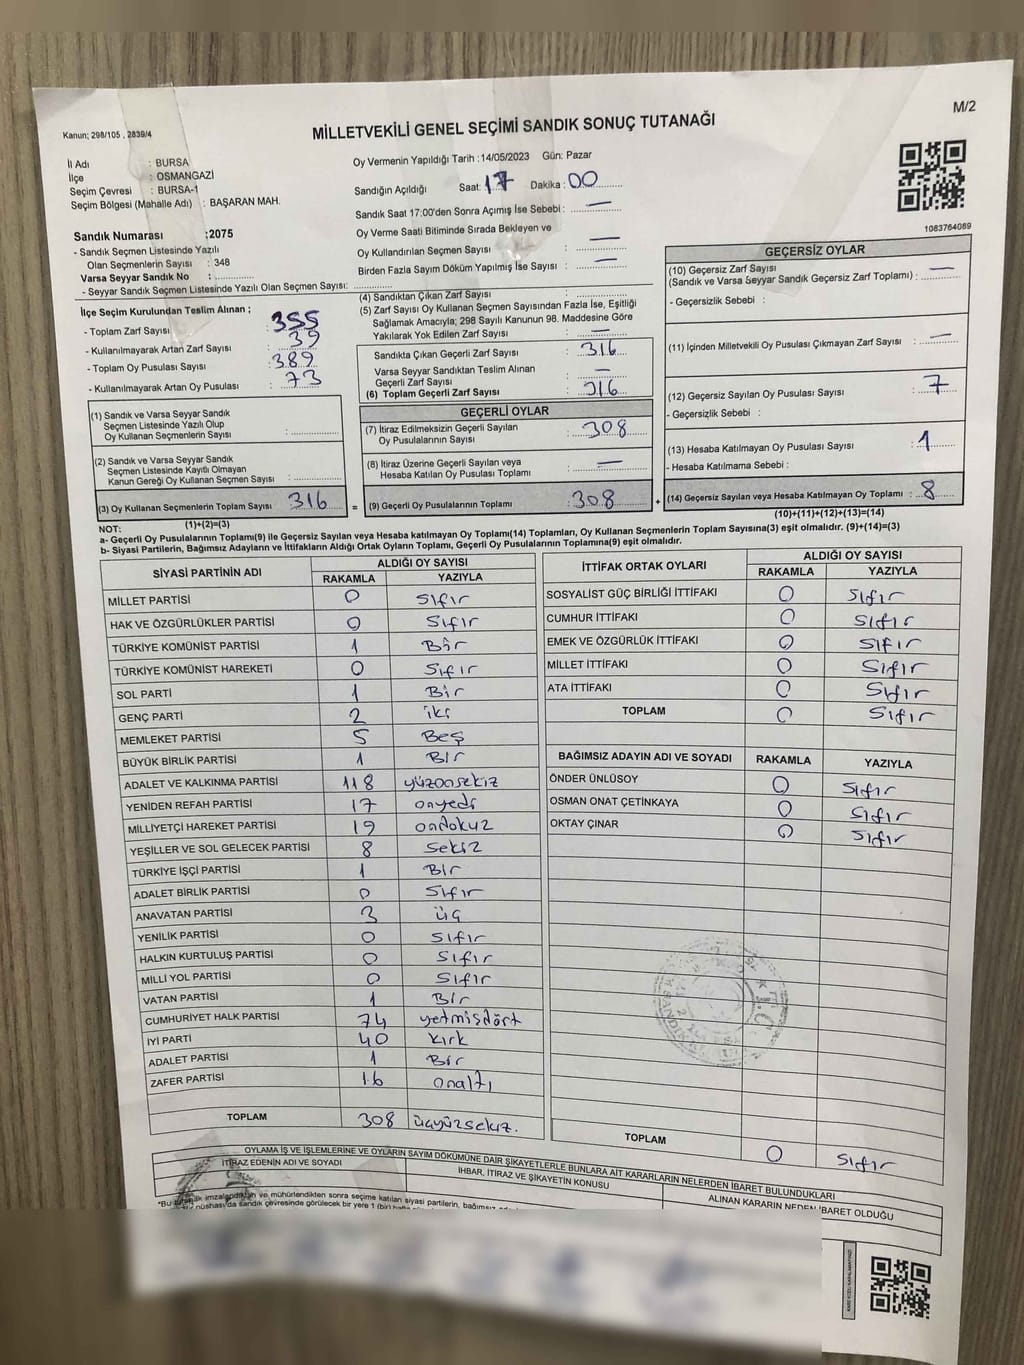 Kanun; 298/105 , 2839/4
MİLLETVEKİLİ GENEL SEÇİMİ SANDIK SONUÇ TUTANAĞI
M/2
İl Adı : BURSA
İlçe : OSMANGAZİ
Seçim Çevresi : BURSA-1
Seçim Bölgesi (Mahalle Adı) : BAŞARAN MAH.
Oy Vermenin Yapıldığı Tarih :14/05/2023 Gün: Pazar
Sandığın Açıldığı Saat: 17 Dakika : 00
Sandık Saat 17:00'den Sonra Açımış İse Sebebi : —
Oy Verme Saati Bitiminde Sırada Bekleyen ve
Oy Kullandırılan Seçmen Sayısı : —
Birden Fazla Sayım Döküm Yapılmış İse Sayısı : —
1083764089
Sandık Numarası :2075
- Sandık Seçmen Listesinde Yazılı
Olan Seçmenlerin Sayısı : 348
Varsa Seyyar Sandık No :
- Seyyar Sandık Seçmen Listesinde Yazılı Olan Seçmen Sayısı:
İlçe Seçim Kurulundan Teslim Alınan ;
- Toplam Zarf Sayısı : 355
- Kullanılmayarak Artan Zarf Sayısı : 39
- Toplam Oy Pusulası Sayısı : 389
- Kullanılmayarak Artan Oy Pusulası : 73
(1) Sandık ve Varsa Seyyar Sandık
Seçmen Listesinde Yazılı Olup
Oy Kullanan Seçmenlerin Sayısı :
(2) Sandık ve Varsa Seyyar Sandık
Seçmen Listesinde Kayıtlı Olmayan
Kanun Gereği Oy Kullanan Seçmen Sayısı :
(3) Oy Kullanan Seçmenlerin Toplam Sayısı : 316
(1)+(2)=(3)
(4) Sandıktan Çıkan Zarf Sayısı :
(5) Zarf Sayısı Oy Kullanan Seçmen Sayısından Fazla İse, Eşitliği
Sağlamak Amacıyla; 298 Sayılı Kanunun 98. Maddesine Göre
Yakılarak Yok Edilen Zarf Sayısı : —
Sandıkta Çıkan Geçerli Zarf Sayısı : 316
Varsa Seyyar Sandıktan Teslim Alınan
Geçerli Zarf Sayısı : —
(6) Toplam Geçerli Zarf Sayısı : 316
GEÇERLİ OYLAR
(7) İtiraz Edilmeksizin Geçerli Sayılan
Oy Pusulalarının Sayısı : 308
(8) İtiraz Üzerine Geçerli Sayılan veya
Hesaba Katılan Oy Pusulası Toplamı : —
= (9) Geçerli Oy Pusulalarının Toplamı : 308 +
GEÇERSİZ OYLAR
(10) Geçersiz Zarf Sayısı
(Sandık ve Varsa Seyyar Sandık Geçersiz Zarf Toplamı) : —
- Geçersizlik Sebebi :
(11) İçinden Milletvekili Oy Pusulası Çıkmayan Zarf Sayısı : —
(12) Geçersiz Sayılan Oy Pusulası Sayısı : 7
- Geçersizlik Sebebi :
(13) Hesaba Katılmayan Oy Pusulası Sayısı : 1
- Hesaba Katılmama Sebebi :
(14) Geçersiz Sayılan veya Hesaba Katılmayan Oy Toplamı : 8
(10)+(11)+(12)+(13)=(14)
NOT:
a- Geçerli Oy Pusulalarının Toplamı(9) ile Geçersiz Sayılan veya Hesaba katılmayan Oy Toplamı(14) Toplamları, Oy Kullanan Seçmenlerin Toplam Sayısına(3) eşit olmalıdır. (9)+(14)=(3)
b- Siyasi Partilerin, Bağımsız Adayların ve İttifakların Aldığı Ortak Oyların Toplamı, Geçerli Oy Pusulalarının Toplamına(9) eşit olmalıdır.
SİYASİ PARTİNİN ADI ALDIĞI OY SAYISI
RAKAMLA YAZIYLA
MİLLET PARTİSİ 0 Sıfır
HAK VE ÖZGÜRLÜKLER PARTİSİ 0 Sıfır
TÜRKİYE KOMÜNİST PARTİSİ 1 Bir
TÜRKİYE KOMÜNİST HAREKETİ 0 Sıfır
SOL PARTİ 1 Bir
GENÇ PARTİ 2 iki
MEMLEKET PARTİSİ 5 Beş
BÜYÜK BİRLİK PARTİSİ 1 Bir
ADALET VE KALKINMA PARTİSİ 118 yüzonsekiz
YENİDEN REFAH PARTİSİ 17 onyedi
MİLLİYETÇİ HAREKET PARTİSİ 19 ondokuz
YEŞİLLER VE SOL GELECEK PARTİSİ 8 sekiz
TÜRKİYE İŞÇİ PARTİSİ 1 Bir
ADALET BİRLİK PARTİSİ 0 Sıfır
ANAVATAN PARTİSİ 3 üç
YENİLİK PARTİSİ 0 Sıfır
HALKIN KURTULUŞ PARTİSİ 0 Sıfır
MİLLİ YOL PARTİSİ 0 Sıfır
VATAN PARTİSİ 1 Bir
CUMHURİYET HALK PARTİSİ 74 yetmişdört
İYİ PARTİ 40 kırk
ADALET PARTİSİ 1 Bir
ZAFER PARTİSİ 16 onaltı
TOPLAM 308 üçyüzsekiz.
İTTİFAK ORTAK OYLARI ALDIĞI OY SAYISI
RAKAMLA YAZIYLA
SOSYALİST GÜÇ BİRLİĞİ İTTİFAKI 0 Sıfır
CUMHUR İTTİFAKI 0 Sıfır
EMEK VE ÖZGÜRLÜK İTTİFAKI 0 Sıfır
MİLLET İTTİFAKI 0 Sıfır
ATA İTTİFAKI 0 Sıfır
TOPLAM 0 Sıfır
BAĞIMSIZ ADAYIN ADI VE SOYADI RAKAMLA YAZIYLA
ÖNDER ÜNLÜSOY 0 Sıfır
OSMAN ONAT ÇETİNKAYA 0 Sıfır
OKTAY ÇINAR 0 Sıfır
TOPLAM 0 Sıfır
OYLAMA İŞ VE İŞLEMLERİNE VE OYLARIN SAYIM DÖKÜMÜNE DAİR ŞİKAYETLERLE BUNLARA AİT KARARLARIN NELERDEN İBARET BULUNDUKLARI
İTİRAZ EDENİN ADI VE SOYADI
İHBAR, İTİRAZ VE ŞİKAYETİN KONUSU
ALINAN KARARIN NEDEN İBARET OLDUĞU
imzalandıktan ve mühürlendikten sonra seçime katılan siyasi partilerin, bağımsız
nüshası da sandık çevresinde görülecek bir yere 1 (bir) hafta